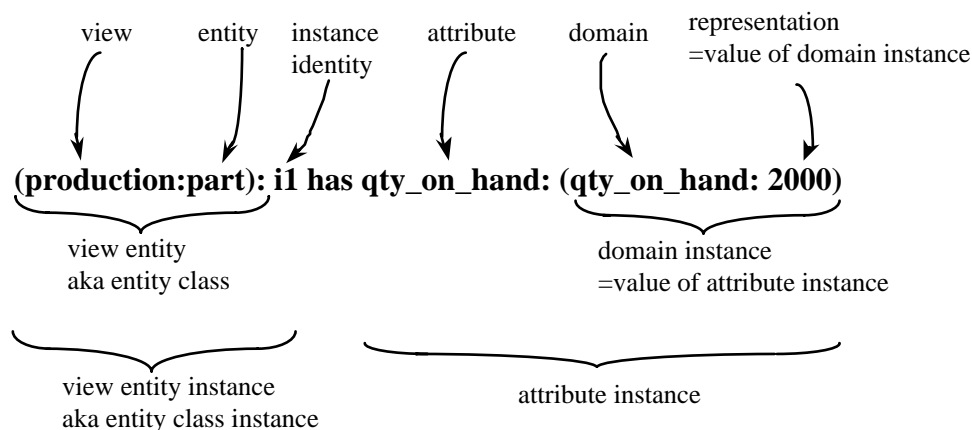 view entity instance identity attribute domain representation =value of domain instance
(production:part): i1 has qty_on_hand: (qty_on_hand: 2000)
view entity
aka entity class
domain instance
=value of attribute instance
view entity instance
aka entity class instance
attribute instance